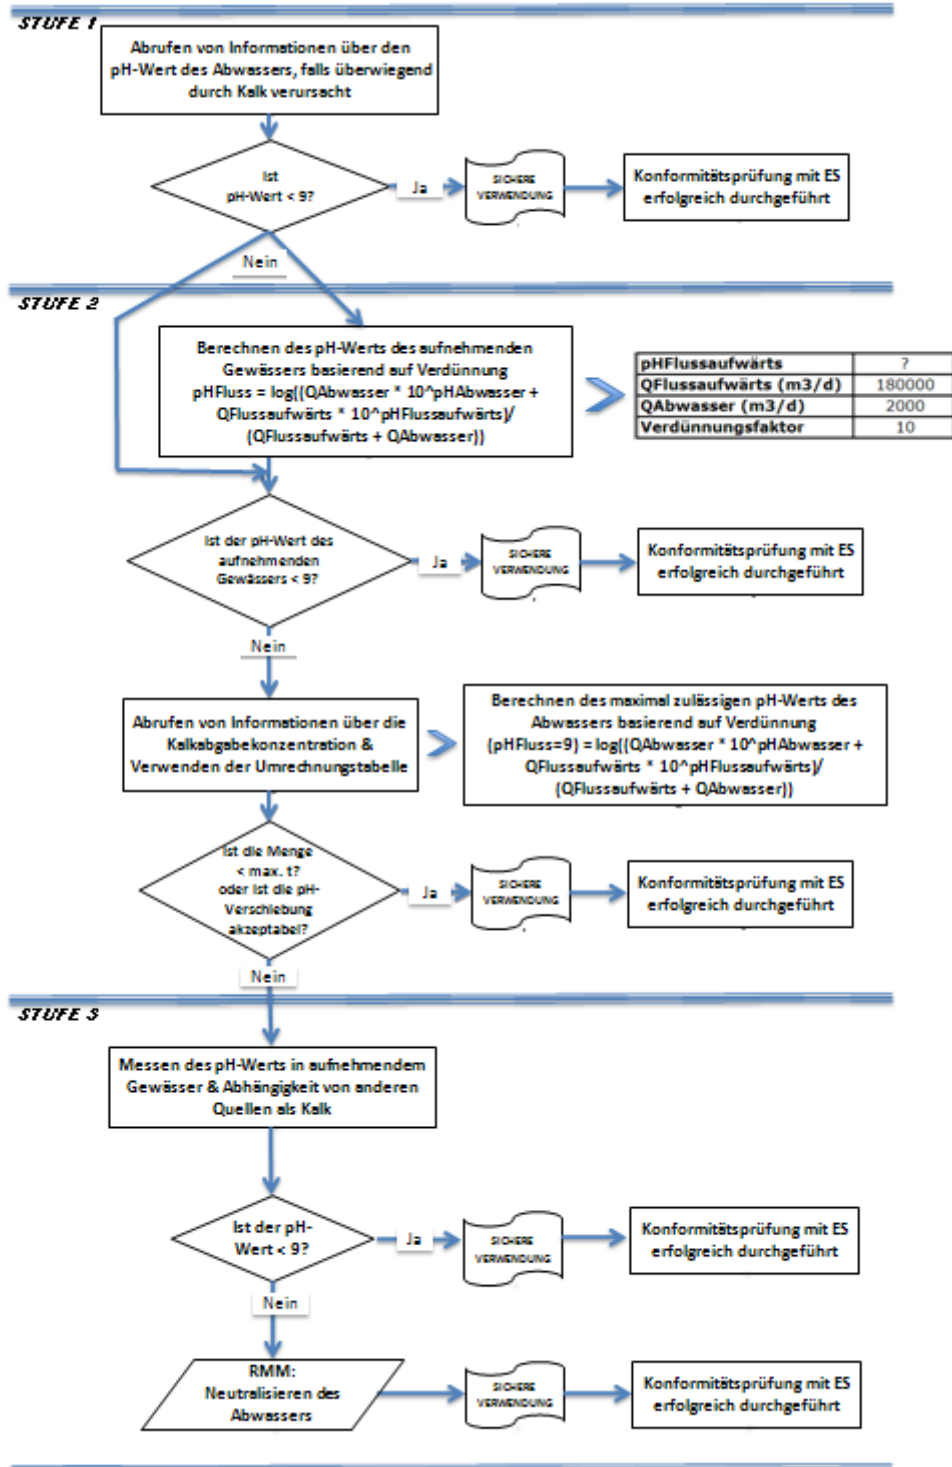 STUFE 1
Abrufen von Informationen über den
pH-Wert des Abwassers, falls überwiegend
durch Kalk verursacht
Ist
pH-Wert < 9?
Ja
SICHERE
VERWENDUNG
Konformitätsprüfung mit ES
erfolgreich durchgeführt
Nein
STUFE 2
Berechnen des pH-Werts des aufnehmenden
Gewässers basierend auf Verdünnung
pHFluss = log((QAbwasser * 10^pHAbwasser +
QFlussaufwärts * 10^pHFlussaufwärts)/
(QFlussaufwärts + QAbwasser))
pHFlussaufwärts ?
QFlussaufwärts (m3/d) 180000
QAbwasser (m3/d) 2000
Verdünnungsfaktor 10
Ist der pH-Wert des
aufnehmenden
Gewässers < 9?
Ja
SICHERE
VERWENDUNG
Konformitätsprüfung mit ES
erfolgreich durchgeführt
Nein
Abrufen von Informationen über die
Kalkabgabekonzentration &
Verwenden der Umrechnungstabelle
Berechnen des maximal zulässigen pH-Werts des
Abwassers basierend auf Verdünnung
(pHFluss=9) = log((QAbwasser * 10^pHAbwasser +
QFlussaufwärts * 10^pHFlussaufwärts)/
(QFlussaufwärts + QAbwasser))
Ist die Menge
< max. t?
oder ist die pH-
Verschiebung
akzeptabel?
Ja
SICHERE
VERWENDUNG
Konformitätsprüfung mit ES
erfolgreich durchgeführt
Nein
STUFE 3
Messen des pH-Werts in aufnehmendem
Gewässer & Abhängigkeit von anderen
Quellen als Kalk
Ist der pH-
Wert < 9?
Ja
SICHERE
VERWENDUNG
Konformitätsprüfung mit ES
erfolgreich durchgeführt
Nein
RMM:
Neutralisieren des
Abwassers
SICHERE
VERWENDUNG
Konformitätsprüfung mit ES
erfolgreich durchgeführt